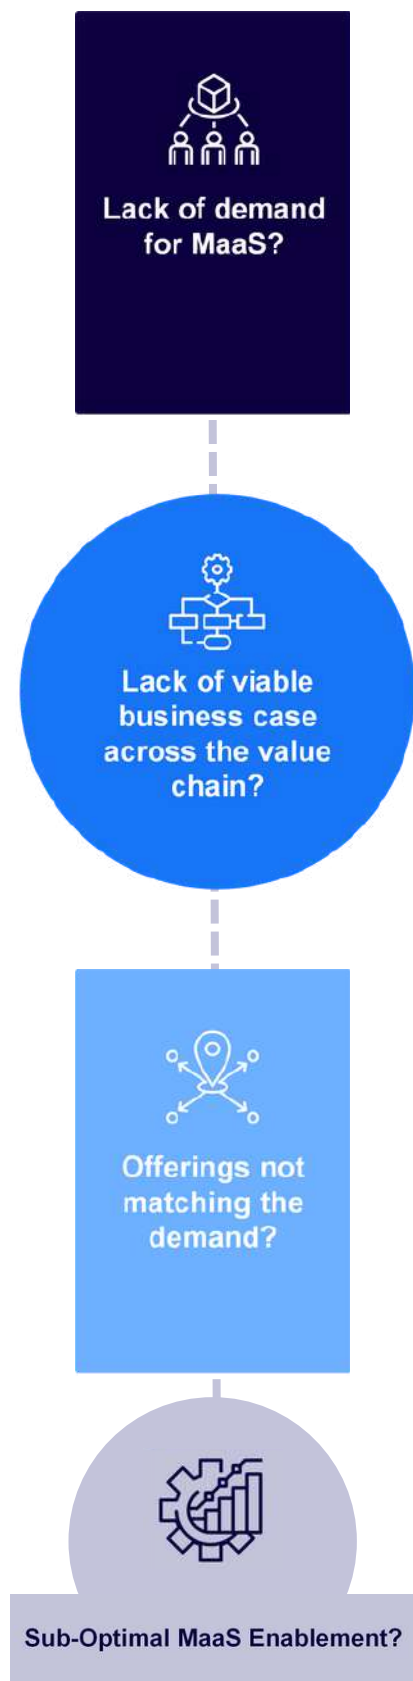 Lack of demand
for MaaS?
Lack of viable
business case
across the value
chain?
Offerings not
matching the
demand?
Sub-Optimal MaaS Enablement?